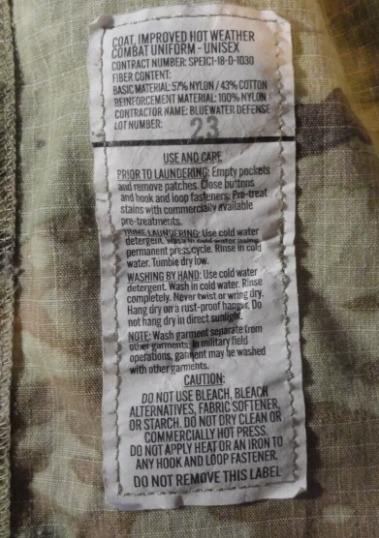 COAT, IMPROVED HOT WEATHER
COMBAT UNIFORM - UNISEX
CONTRACT NUMBER: SPE1C1-18-D-1030
FIBER CONTENT:
BASIC MATERIAL: 57% NYLON / 43% COTTON
REINFORCEMENT MATERIAL: 100% NYLON
CONTRACTOR NAME: BLUEWATER DEFENSE
LOT NUMBER: 23
USE AND CARE
PRIOR TO LAUNDERING: Empty pockets
and remove patches. Close buttons
and hook and loop fasteners. Pre-treat
stains with commercially available
pre-treatments.
HOME LAUNDERING: Use cold water
detergent. Wash in cold water using
permanent press cycle. Rinse in cold
water. Tumble dry low.
WASHING BY HAND: Use cold water
detergent. Wash in cold water. Rinse
completely. Never twist or wring dry.
Hang dry on a rust-proof hanger. Do
not hang dry in direct sunlight.
NOTE: Wash garment separate from
other garments. In military field
operations, garment may be washed
with other garments.
CAUTION:
DO NOT USE BLEACH, BLEACH
ALTERNATIVES, FABRIC SOFTENER,
OR STARCH. DO NOT DRY CLEAN OR
COMMERCIALLY HOT PRESS.
DO NOT APPLY HEAT OR AN IRON TO
ANY HOOK AND LOOP FASTENER.
DO NOT REMOVE THIS LABEL